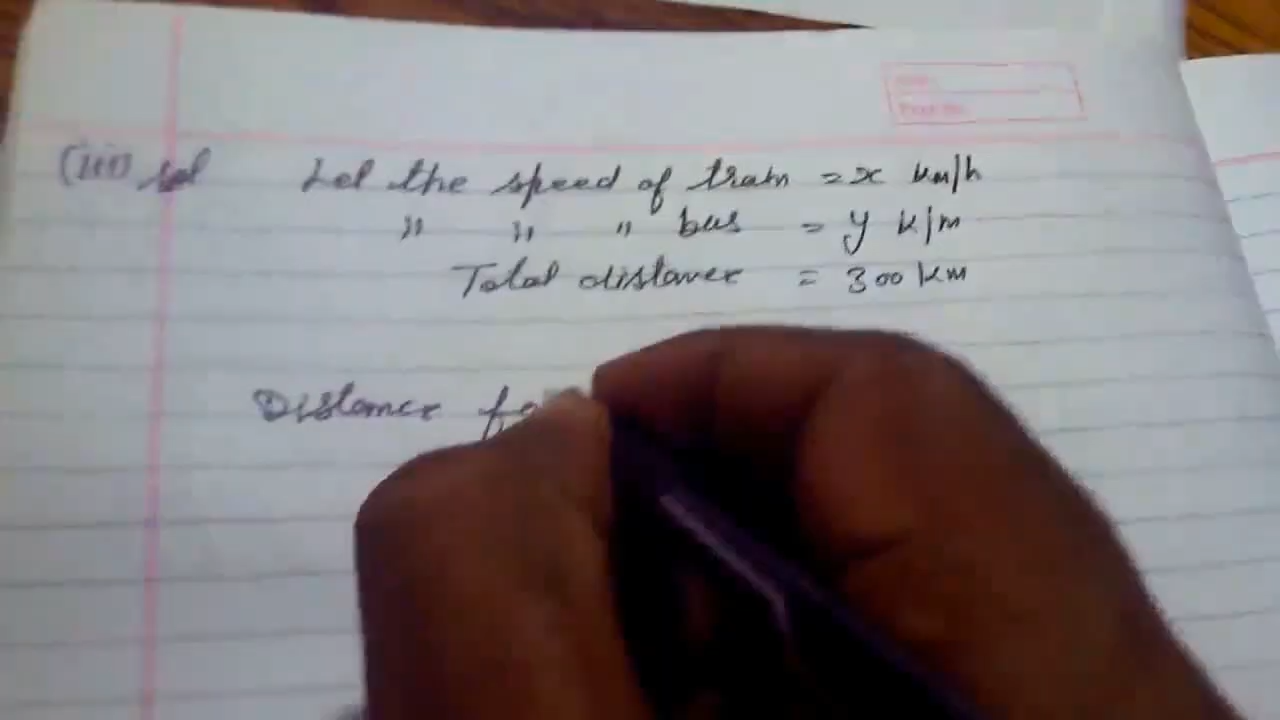 (iii) sol Let the speed of train = x km/h
" " " bus = y k/m
Total distance = 300 km
Distance